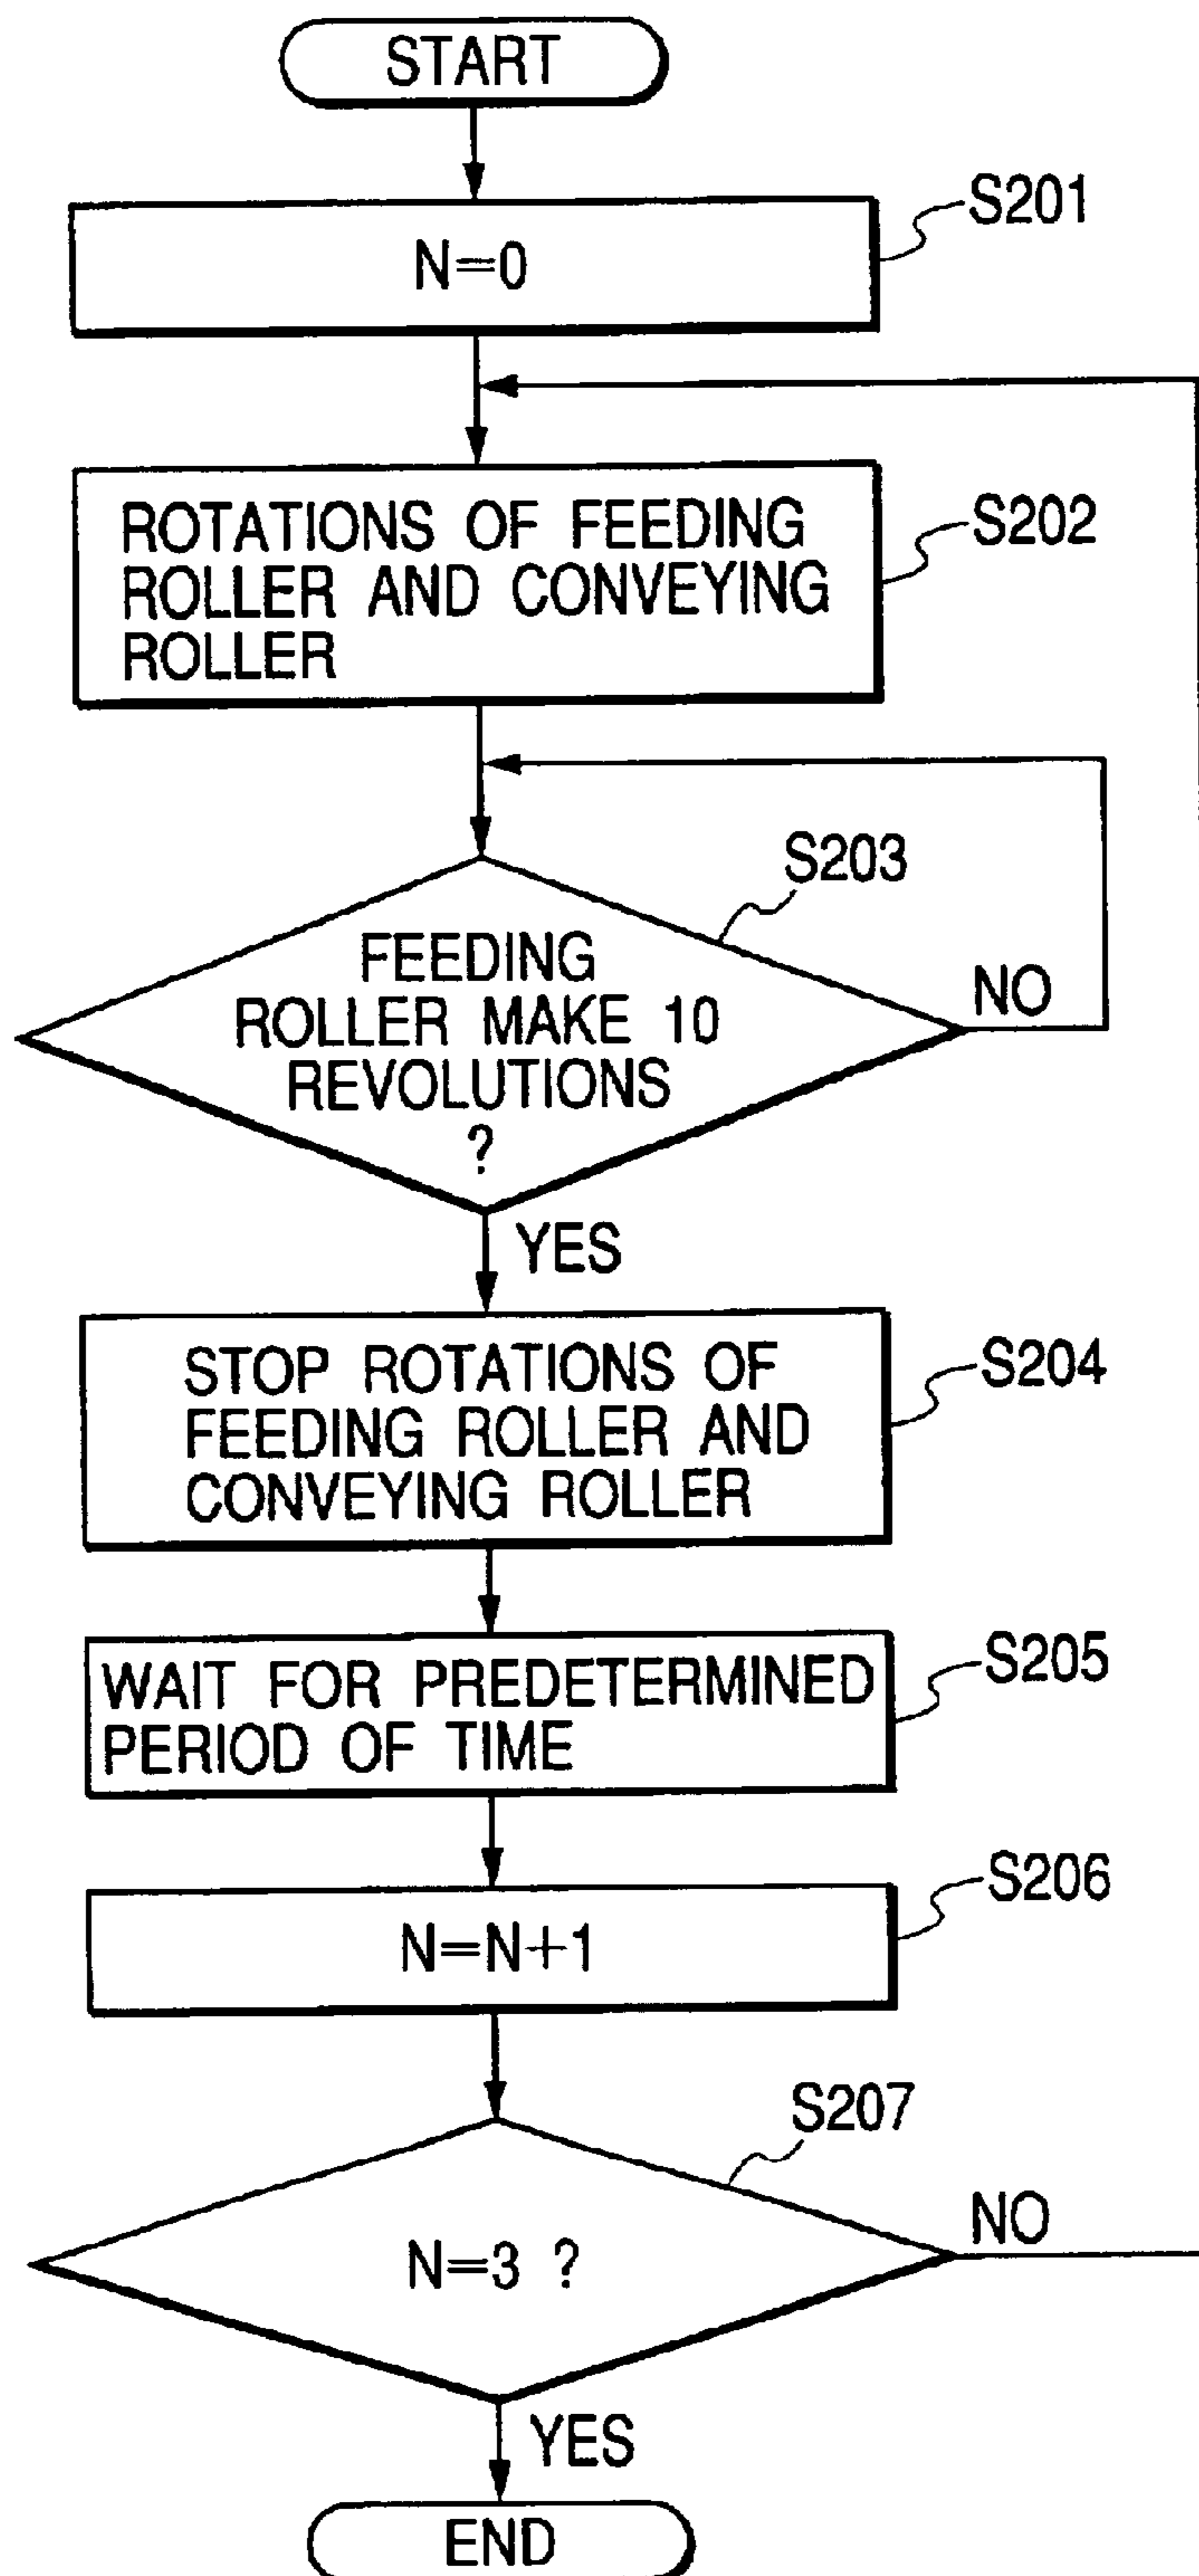 START
S201
N=0
S202
ROTATIONS OF FEEDING
ROLLER AND CONVEYING
ROLLER
S203
FEEDING
ROLLER MAKE 10
REVOLUTIONS
?
NO
YES
S204
STOP ROTATIONS OF
FEEDING ROLLER AND
CONVEYING ROLLER
S205
WAIT FOR PREDETERMINED
PERIOD OF TIME
S206
N=N+1
S207
N=3 ?
NO
YES
END